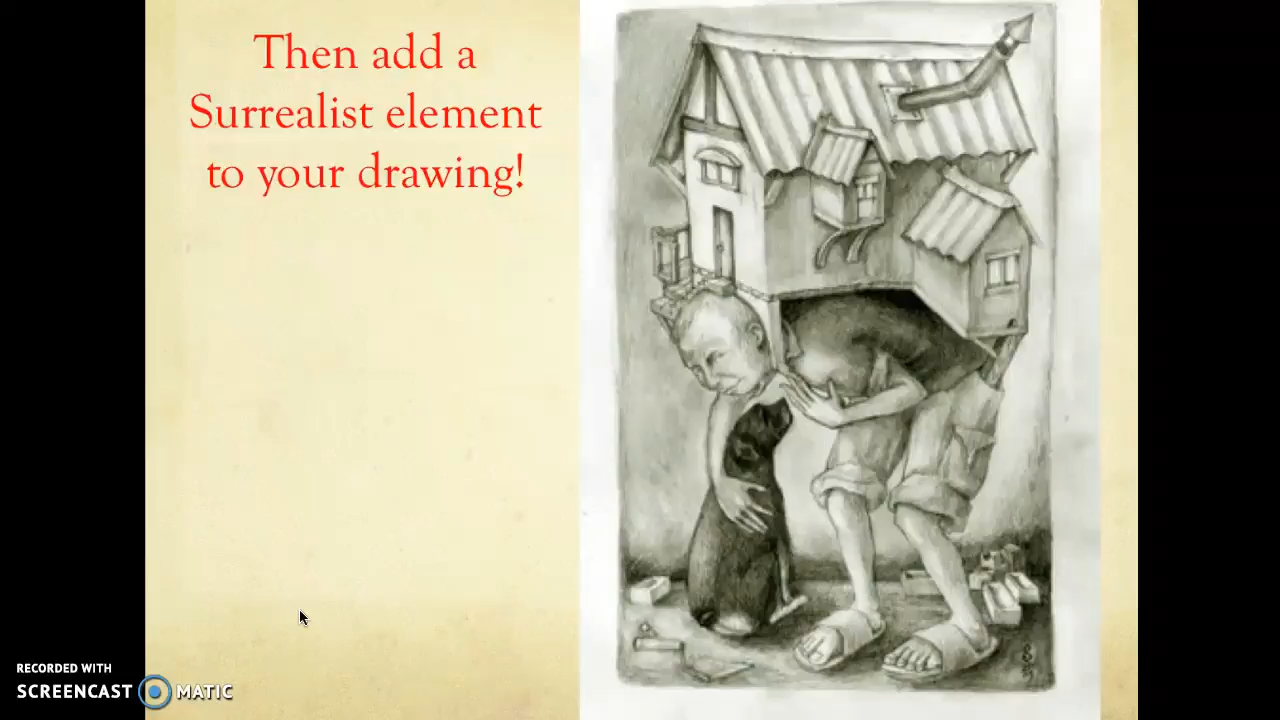 Then add a
Surrealist element
to your drawing!
RECORDED WITH
SCREENCAST MATIC